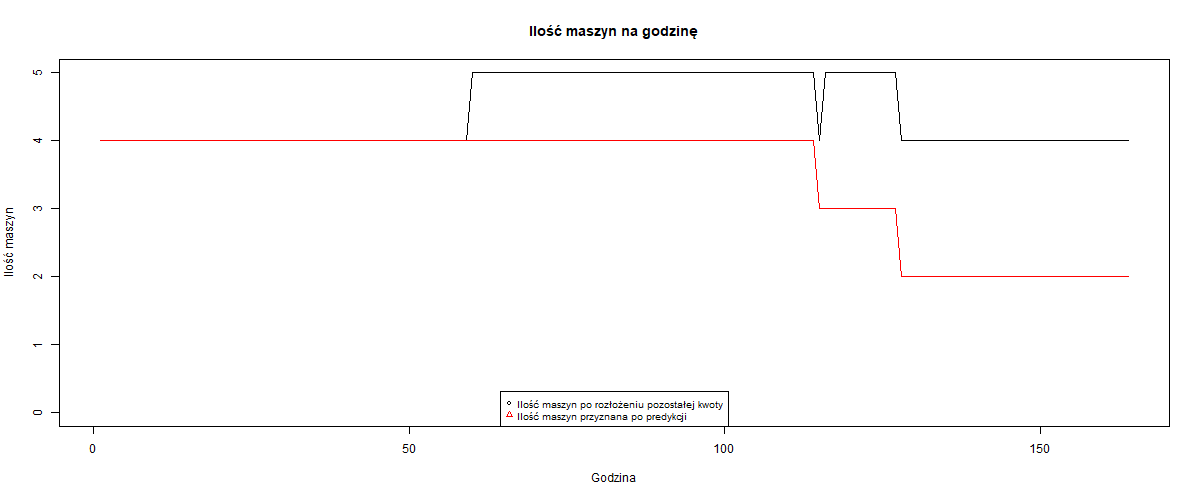 Ilość maszyn na godzinę
Ilość maszyn
5
4
3
2
1
0
Ilość maszyn po rozłożeniu pozostałej kwoty
Ilość maszyn przyznana po predykcji
0 50 100 150
Godzina